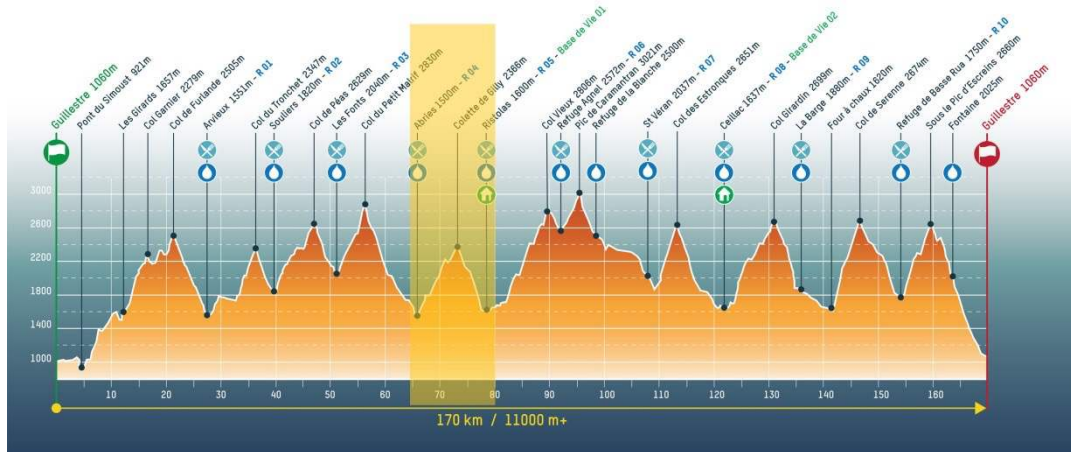 Guillestre 1060m
Pont du Simoust 921m
Les Girards 1657m
Col Garnier 2279m
Col de Furfande 2505m
Arvieux 1551m - R 01
Col du Tronchet 2347m
Souliers 1820m - R 02
Col de Péas 2629m
Les Fonts 2040m - R 03
Col du Petit Malrif 2830m
Abries 1500m - R 04
Colette de Gilly 2366m
Ristolas 1600m - R 05 - Base de Vie 01
Col Vieux 2806m
Refuge Agnel 2572m - R 06
Pic de Caramantran 3021m
Refuge de la Blanche 2500m
St Véran 2037m - R 07
Col des Estronques 2651m
Ceillac 1637m - R 08 - Base de Vie 02
Col Girardin 2699m
La Barge 1980m - R 09
Four à chaux 1620m
Col de Serenne 2674m
Refuge de Basse Rua 1750m - R 10
Sous le Pic d'Escreins 2660m
Fontaine 2025m
Guillestre 1060m
3000
2600
2200
1800
1400
1000
10 20 30 40 50 60 70 80 90 100 110 120 130 140 150 160
170 km / 11000 m+